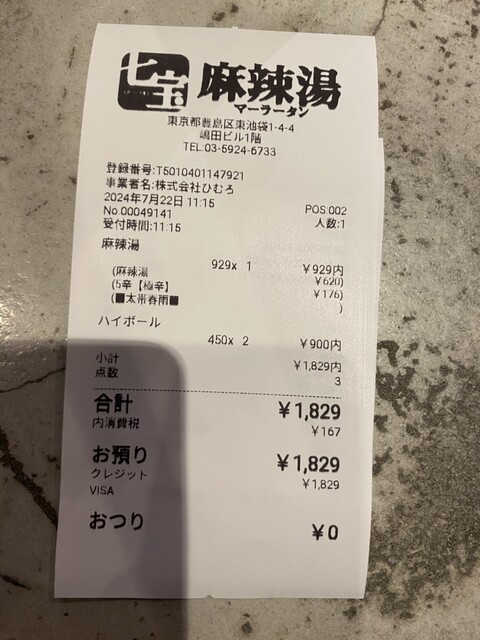 七宝 麻辣湯
マーラータン
東京都豊島区東池袋1-4-4
嶋田ビル1階
TEL:03-5924-6733
登録番号:T5010401147921
事業者名:株式会社ひむろ
2024年7月22日 11:15 POS:002
No.00049141 人数:1
受付時間:11:15
麻辣湯
929x 1 ¥929内
(麻辣湯 ¥620)
(5辛【極辛】 ¥176)
(■太帯春雨■ )
ハイボール
450x 2 ¥900内
小計 ¥1,829内
点数 3
合計 ¥1,829
内消費税 ¥167
お預り ¥1,829
クレジット ¥1,829
VISA
おつり ¥0